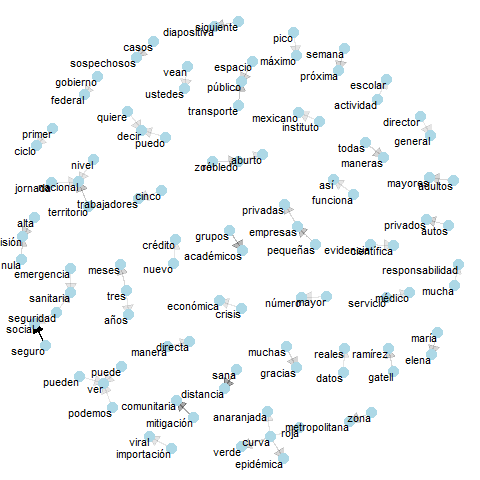 siguiente
diapositiva
pico
casos
semana
sospechosos
máximo
espacio
vean
próxima
gobierno
escolar
público
ustedes
federal
actividad
transporte
quiere
mexicano
director
primer
instituto
decir
general
puedo
todas
ciclo
nivel
zoé robledo
aburto
maneras
jornada
nacional
así
mayores
adultos
cinco
funciona
trabajadores
territorio
privadas
alta
privados
empresas
autos
grupos
isión
crédito
pequeñas
evidencia
científica
académicos
nula
emergencia
meses
nuevo
responsabilidad
mucha
tres
sanitaria
económica
número
mayor
servicio
médico
crisis
seguridad
años
social
maría
manera
directa
seguro
muchas
reales
ramírez
elena
puede
gracias
sana
datos
gatell
pueden
ver
distancia
comunitaria
podemos
anaranjada
zona
mitigación
metropolitana
roja
viral
curva
verde
importación
epidémica